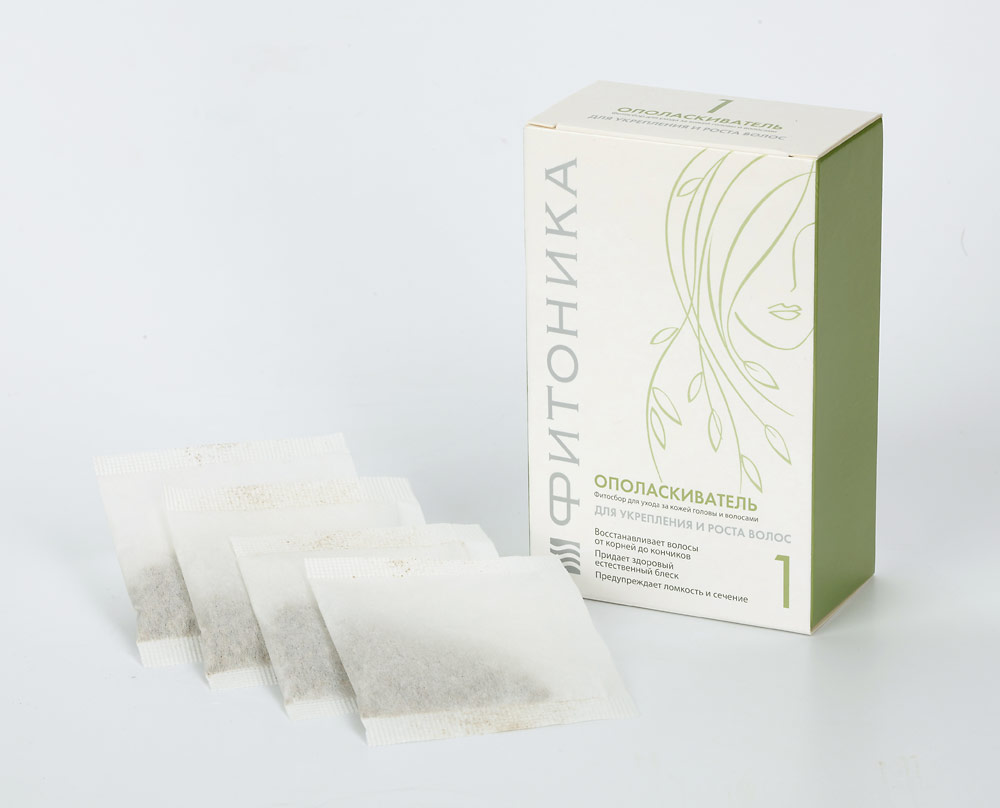 1
ОПОЛАСКИВАТЕЛЬ
ДЛЯ УКРЕПЛЕНИЯ И РОСТА ВОЛОС
ФИТОНИКА
ОПОЛАСКИВАТЕЛЬ
Фитосбор для ухода за кожей головы и волосами
ДЛЯ УКРЕПЛЕНИЯ И РОСТА ВОЛОС
Восстанавливает волосы
от корней до кончиков
Придает здоровый
естественный блеск
Предупреждает ломкость и сечение
1